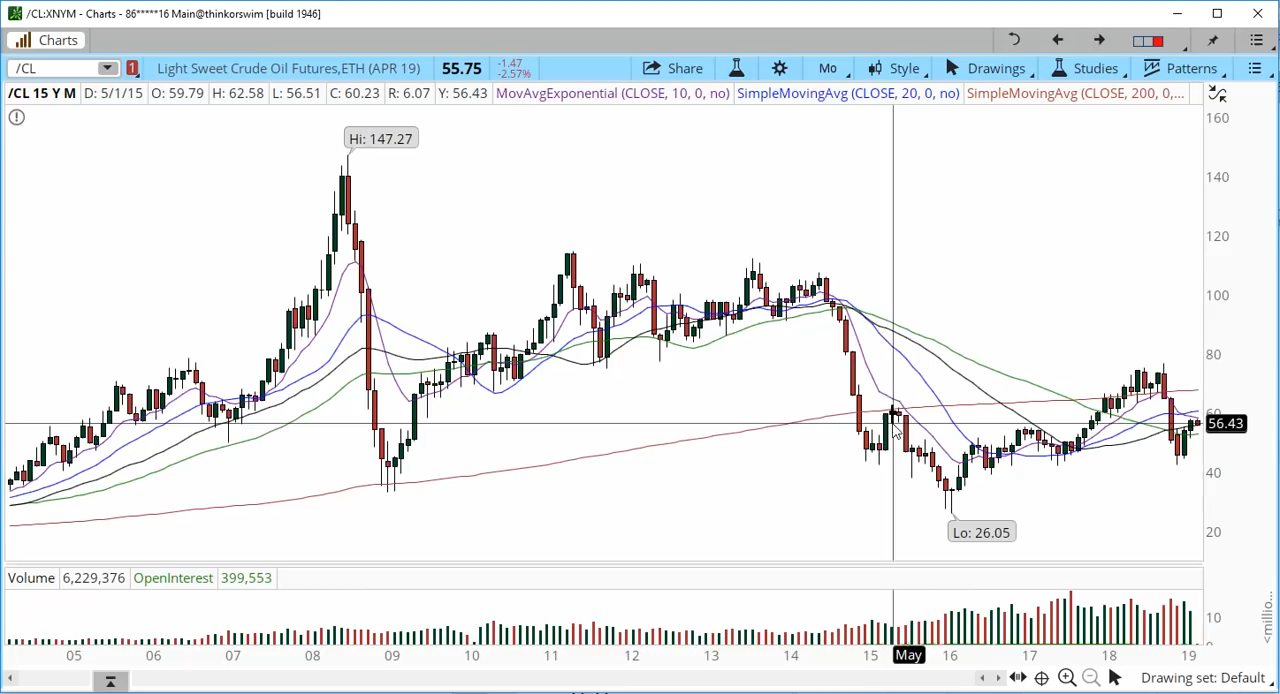 /CL:XNYM - Charts - 86*****16 Main@thinkorswim [build 1946]
Charts
/CL 1 Light Sweet Crude Oil Futures,ETH (APR 19) 55.75 -1.47 -2.57% Share Mo Style Drawings Studies Patterns
/CL 15 Y M D: 5/1/15 O: 59.79 H: 62.58 L: 56.51 C: 60.23 R: 6.07 Y: 56.43 MovAvgExponential (CLOSE, 10, 0, no) SimpleMovingAvg (CLOSE, 20, 0, no) SimpleMovingAvg (CLOSE, 200, 0,...
160
Hi: 147.27
140
120
100
80
60
56.43
40
Lo: 26.05
20
Volume 6,229,376 OpenInterest 399,553
10
0
<millio...
05 06 07 08 09 10 11 12 13 14 15 May 16 17 18 19
Drawing set: Default